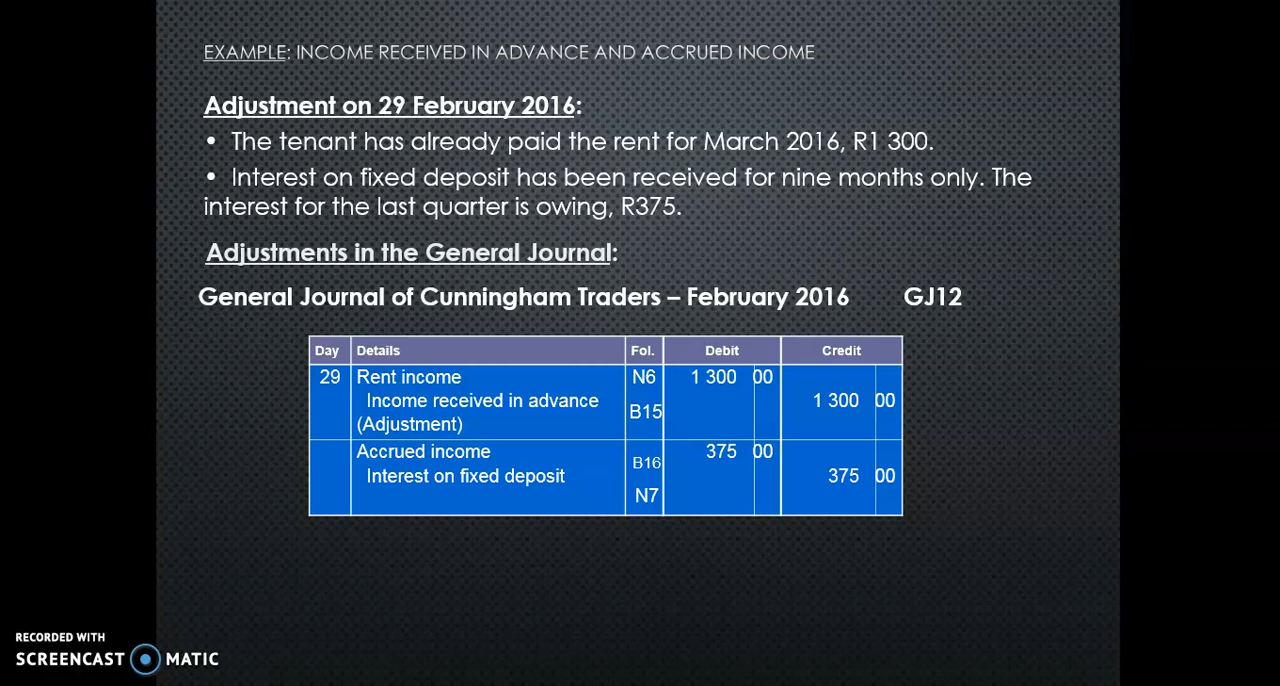 EXAMPLE: INCOME RECEIVED IN ADVANCE AND ACCRUED INCOME
Adjustment on 29 February 2016:
• The tenant has already paid the rent for March 2016, R1 300.
• Interest on fixed deposit has been received for nine months only. The
interest for the last quarter is owing, R375.
Adjustments in the General Journal:
General Journal of Cunningham Traders – February 2016 GJ12
Day Details Fol. Debit Credit
29 Rent income N6 1 300 00
Income received in advance B15 1 300 00
(Adjustment)
Accrued income B16 375 00
Interest on fixed deposit N7 375 00
RECORDED WITH
SCREENCAST MATIC